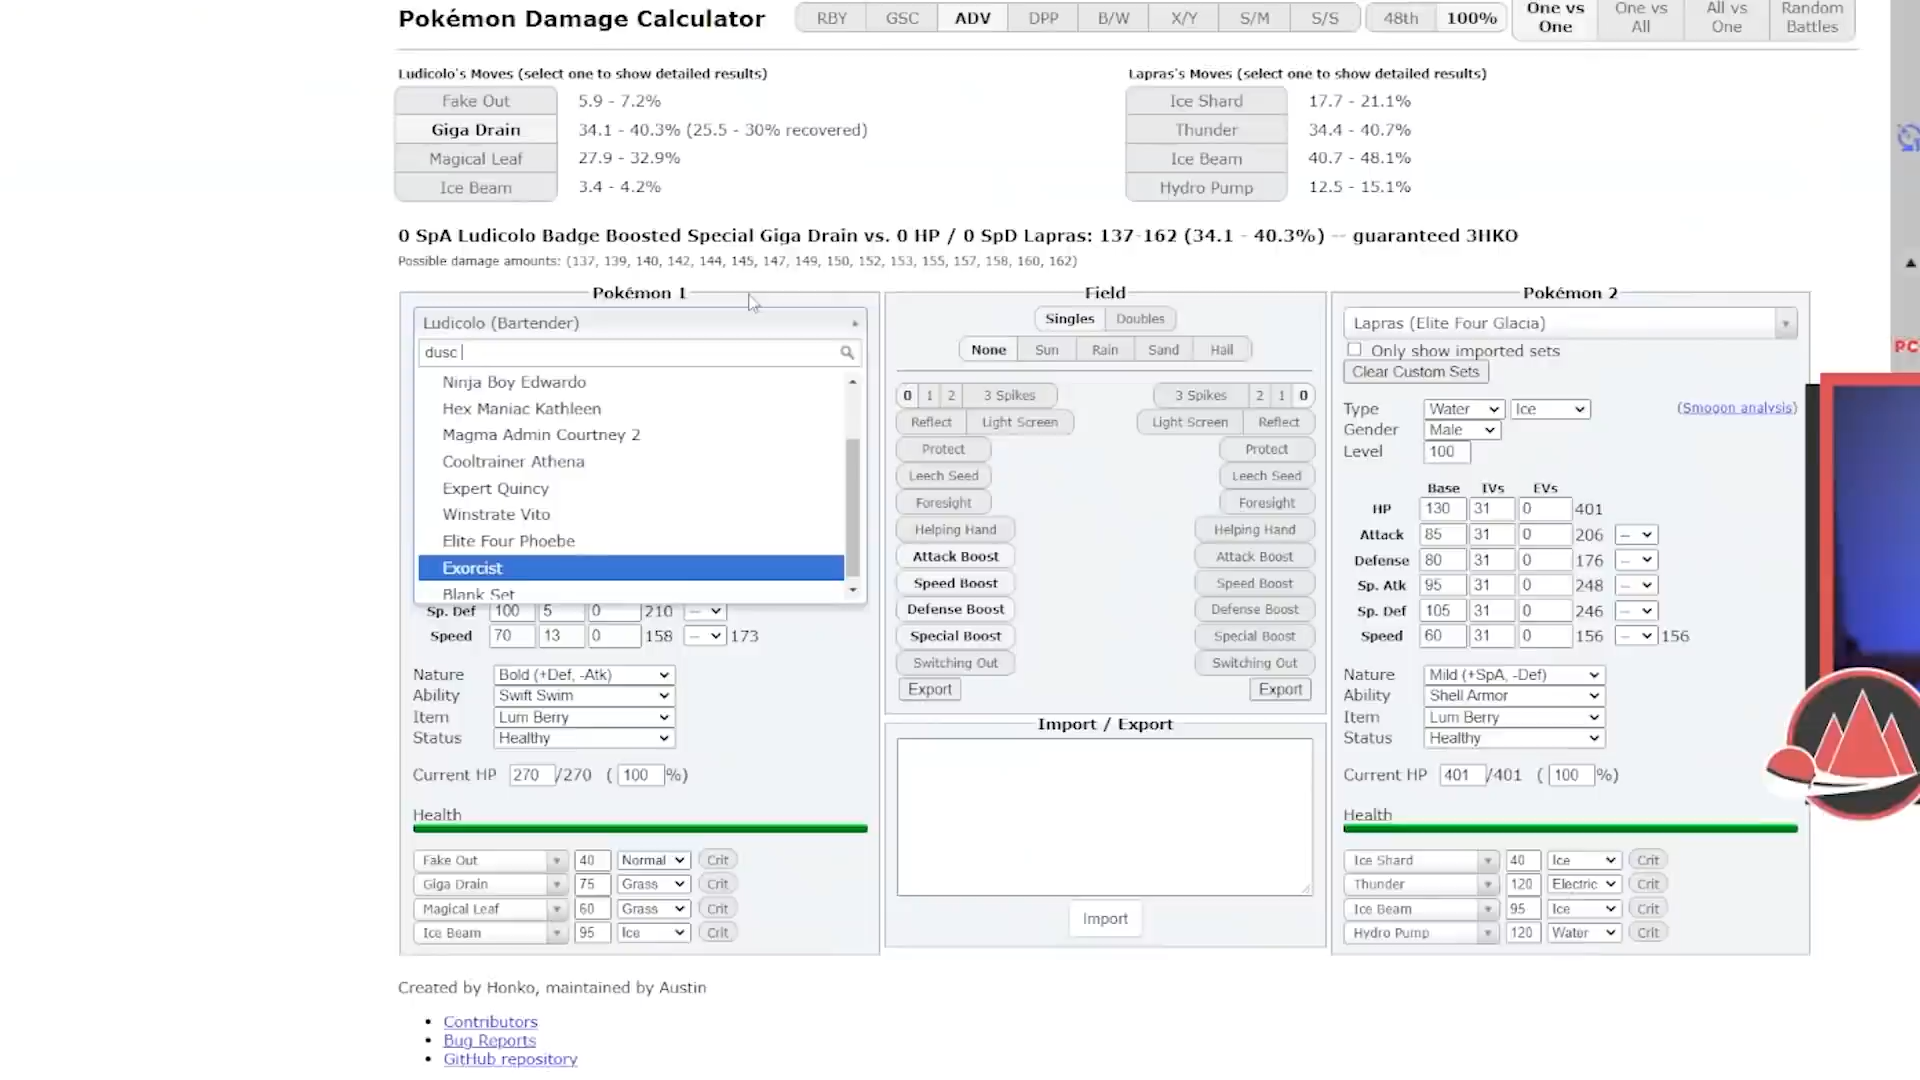 Pokémon Damage Calculator
RBY GSC ADV DPP B/W X/Y S/M S/S 48th 100% One vs One One vs All All vs One Random Battles
Ludicolo's Moves (select one to show detailed results)
Fake Out 5.9 - 7.2%
Giga Drain 34.1 - 40.3% (25.5 - 30% recovered)
Magical Leaf 27.9 - 32.9%
Ice Beam 3.4 - 4.2%
Lapras's Moves (select one to show detailed results)
Ice Shard 17.7 - 21.1%
Thunder 34.4 - 40.7%
Ice Beam 40.7 - 48.1%
Hydro Pump 12.5 - 15.1%
0 SpA Ludicolo Badge Boosted Special Giga Drain vs. 0 HP / 0 SpD Lapras: 137-162 (34.1 - 40.3%) -- guaranteed 3HKO
Possible damage amounts: (137, 139, 140, 142, 144, 145, 147, 149, 150, 152, 153, 155, 157, 158, 160, 162)
Pokémon 1
Ludicolo (Bartender)
dusc
Ninja Boy Edwardo
Hex Maniac Kathleen
Magma Admin Courtney 2
Cooltrainer Athena
Expert Quincy
Winstrate Vito
Elite Four Phoebe
Exorcist
Blank Set
Sp. Def 100 5 0 210 --
Speed 70 13 0 158 -- 173
Nature Bold (+Def, -Atk)
Ability Swift Swim
Item Lum Berry
Status Healthy
Current HP 270 /270 ( 100 %)
Health
Fake Out 40 Normal Crit
Giga Drain 75 Grass Crit
Magical Leaf 60 Grass Crit
Ice Beam 95 Ice Crit
Field
Singles Doubles
None Sun Rain Sand Hail
0 1 2 3 Spikes 3 Spikes 2 1 0
Reflect Light Screen Light Screen Reflect
Protect Protect
Leech Seed Leech Seed
Foresight Foresight
Helping Hand Helping Hand
Attack Boost Attack Boost
Speed Boost Speed Boost
Defense Boost Defense Boost
Special Boost Special Boost
Switching Out Switching Out
Export Export
Import / Export
Import
Pokémon 2
Lapras (Elite Four Glacia)
Only show imported sets
Clear Custom Sets
Type Water Ice (Smogon analysis)
Gender Male
Level 100
Base IVs EVs
HP 130 31 0 401
Attack 85 31 0 206 --
Defense 80 31 0 176 --
Sp. Atk 95 31 0 248 --
Sp. Def 105 31 0 246 --
Speed 60 31 0 156 -- 156
Nature Mild (+SpA, -Def)
Ability Shell Armor
Item Lum Berry
Status Healthy
Current HP 401 /401 ( 100 %)
Health
Ice Shard 40 Ice Crit
Thunder 120 Electric Crit
Ice Beam 95 Ice Crit
Hydro Pump 120 Water Crit
PC
Created by Honko, maintained by Austin
• Contributors
• Bug Reports
• GitHub repository